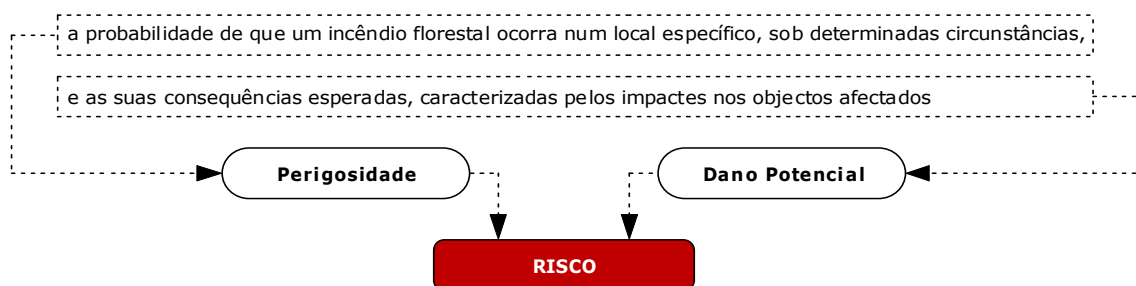 a probabilidade de que um incêndio florestal ocorra num local específico, sob determinadas circunstâncias,
e as suas consequências esperadas, caracterizadas pelos impactes nos objectos afectados
Perigosidade
Dano Potencial
RISCO